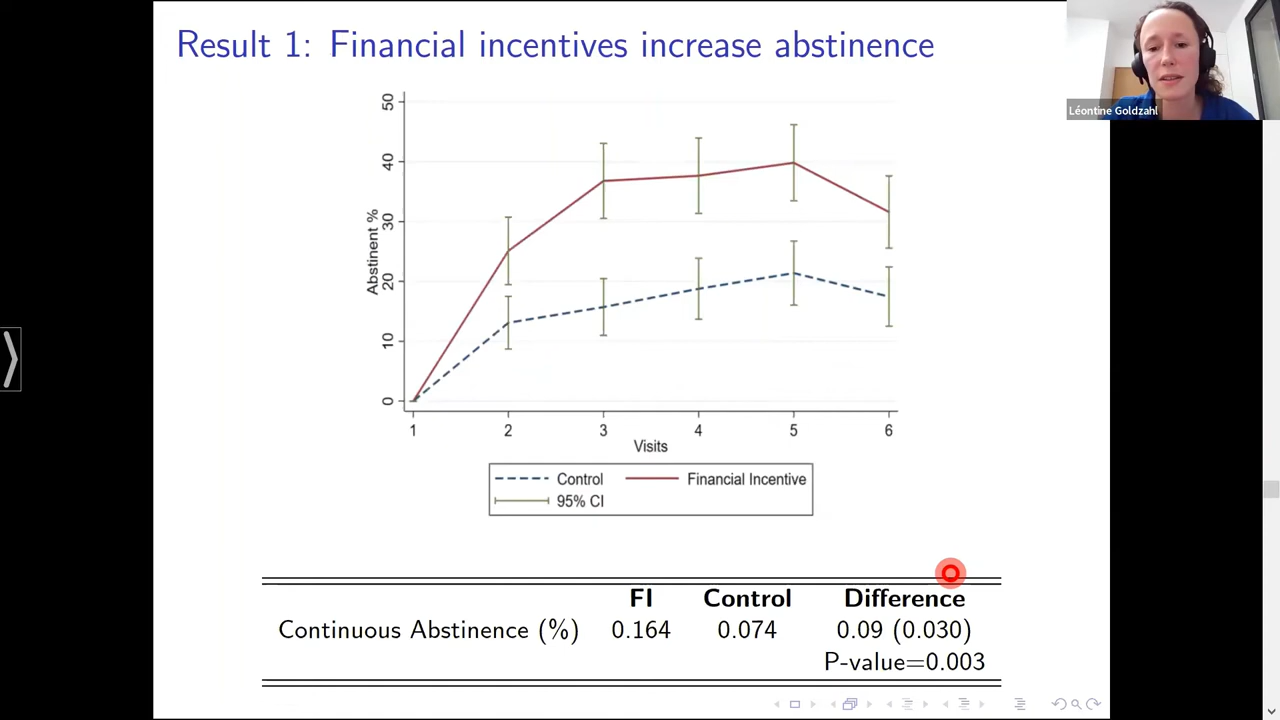 Result 1: Financial incentives increase abstinence
Léontine Goldzahl
50
40
30
20
10
0
Abstinent %
1 2 3 4 5 6
Visits
Control Financial Incentive
95% CI
FI Control Difference
Continuous Abstinence (%) 0.164 0.074 0.09 (0.030)
P-value=0.003